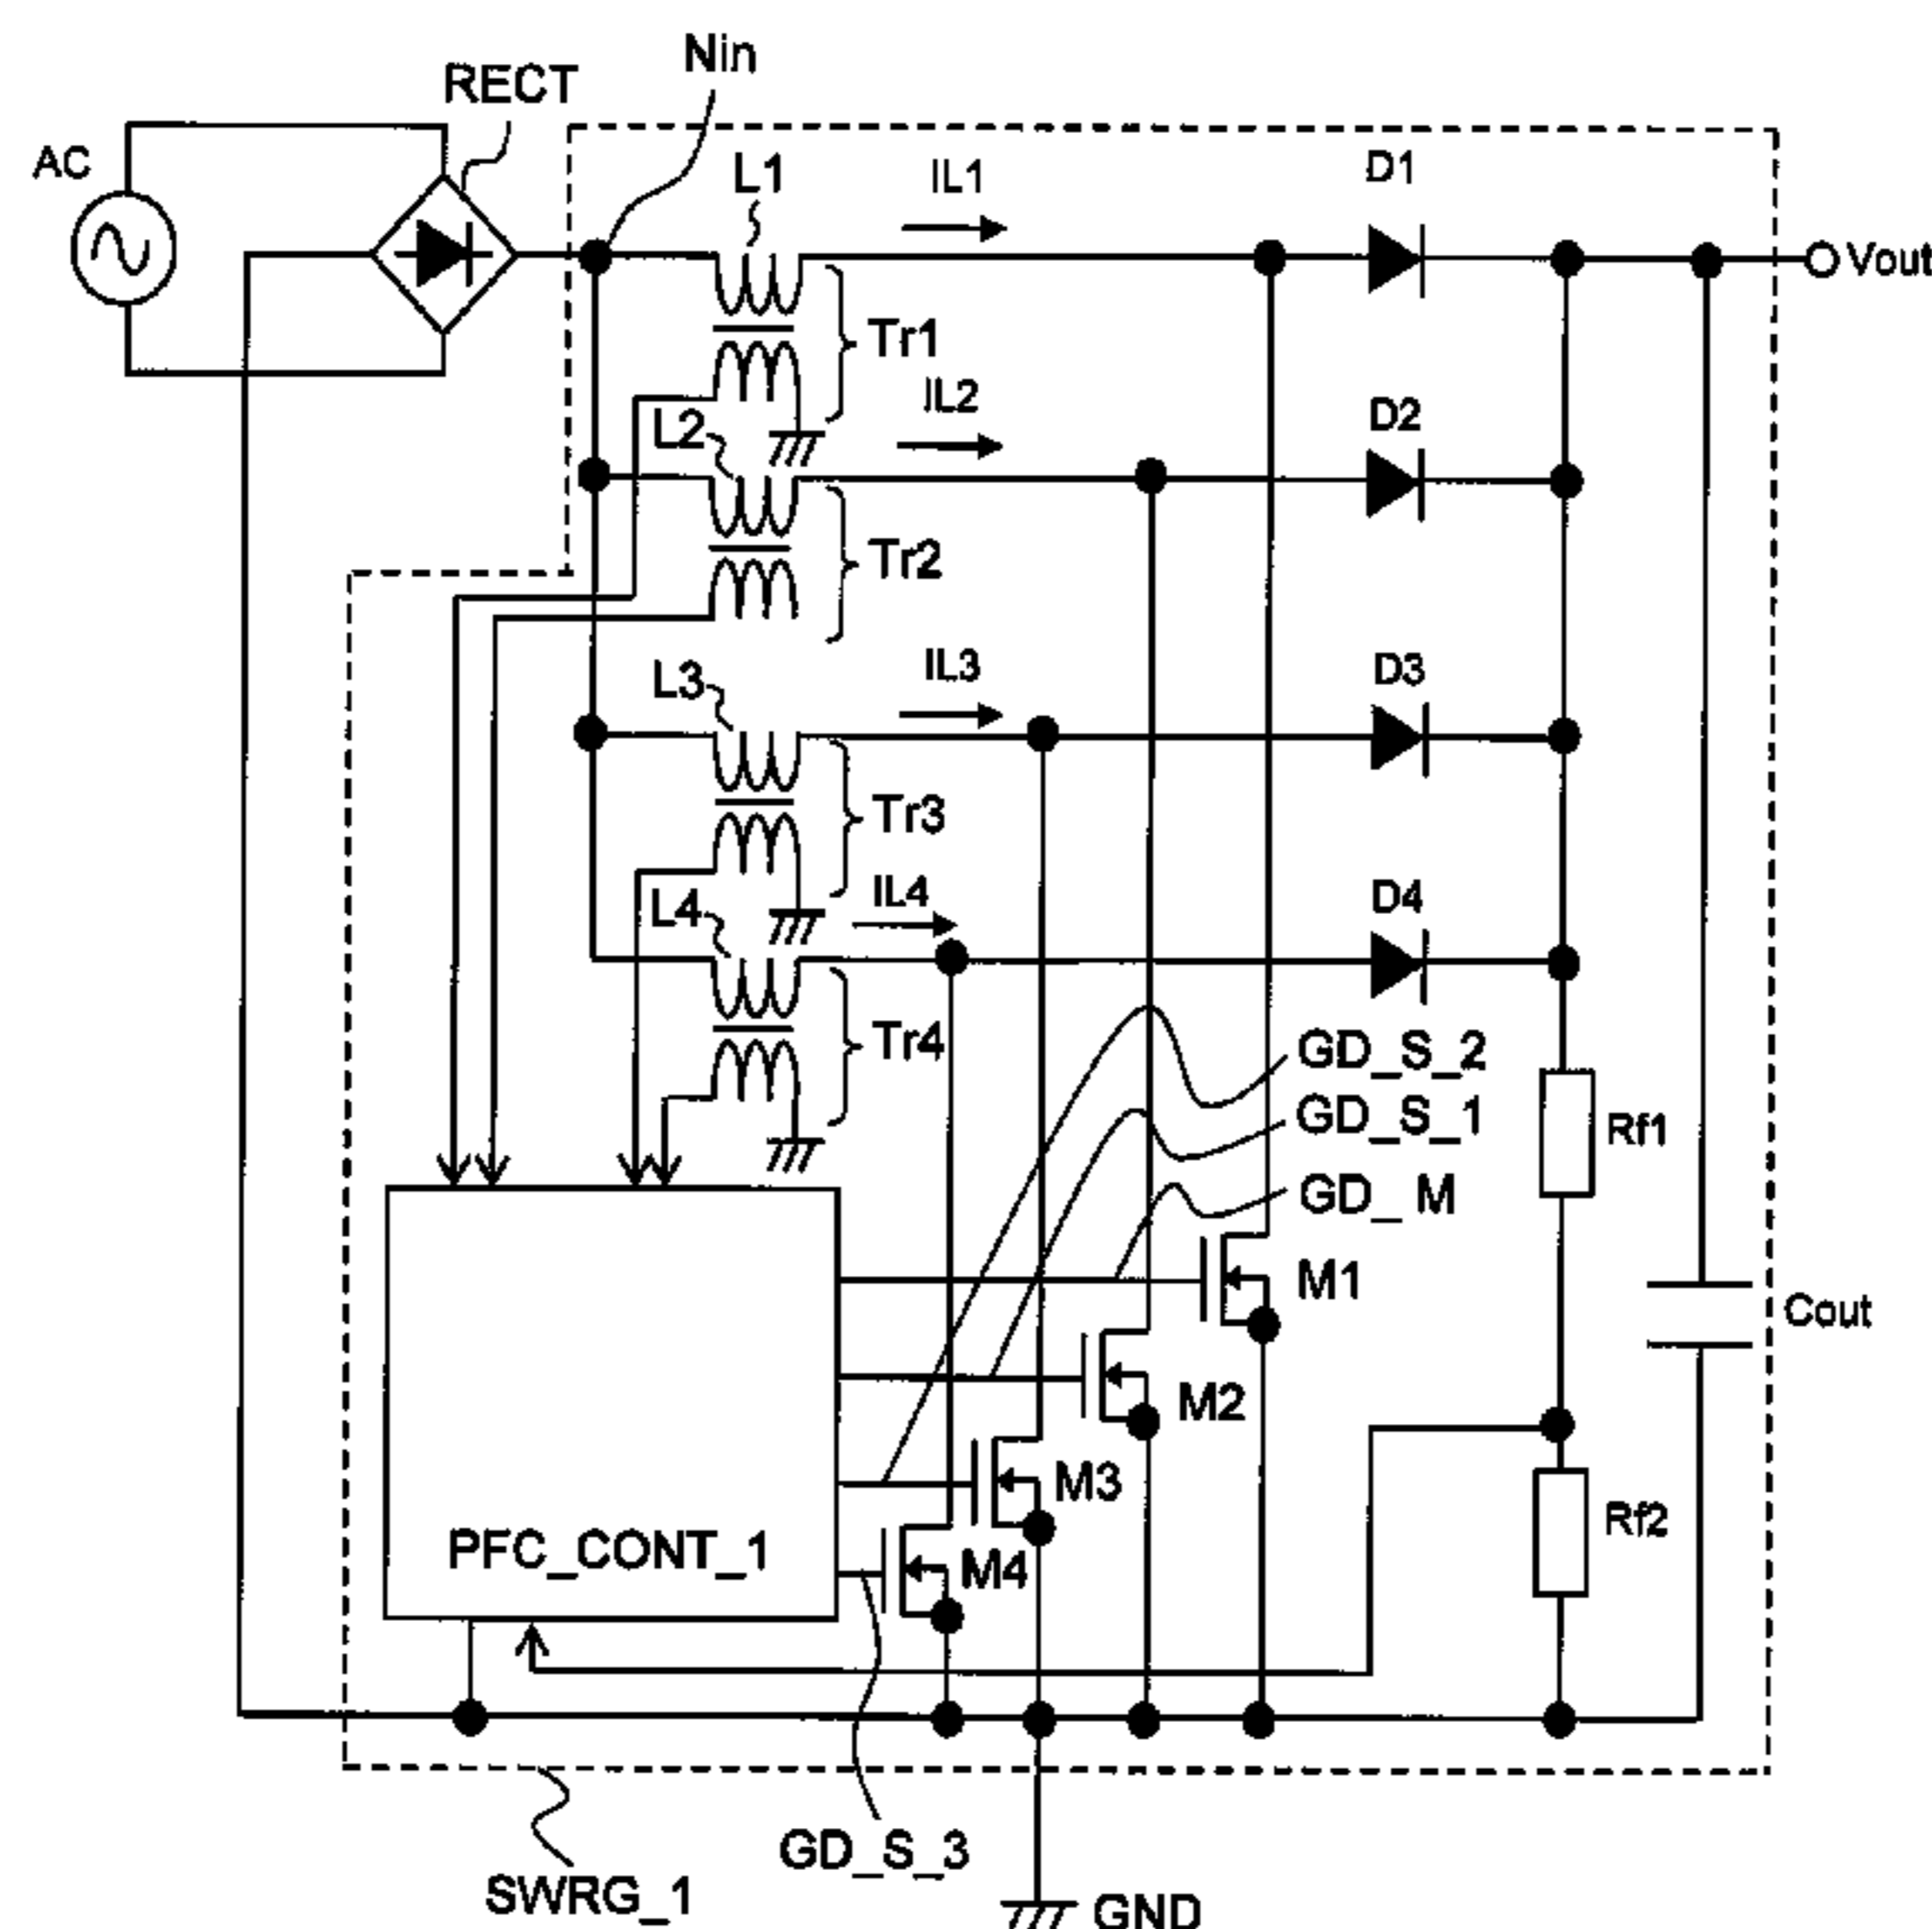 Nin
RECT
AC
L1
IL1
D1
Vout
Tr1
IL2
L2
D2
Tr2
IL3
L3
D3
Tr3
IL4
L4
D4
Tr4
GD_S_2
GD_S_1
Rf1
GD_ M
M1
Cout
M2
M3
Rf2
PFC_CONT_1
M4
GD_S_3
SWRG_1
GND